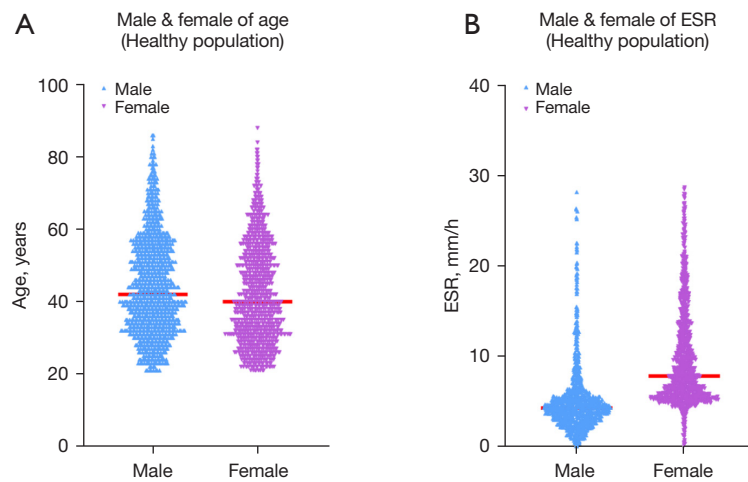 A
Male & female of age
(Healthy population)
Male
Female
100
80
60
40
20
0
Age, years
Male
Female
B
Male & female of ESR
(Healthy population)
Male
Female
40
30
20
10
0
ESR, mm/h
Male
Female